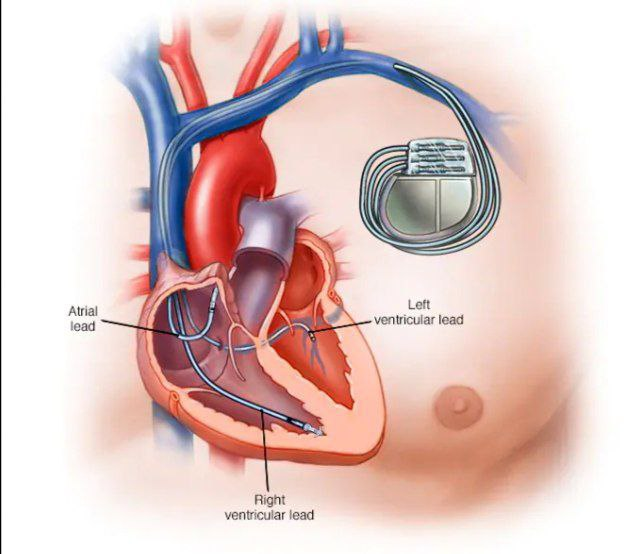 Atrial
lead
Left
ventricular lead
Right
ventricular lead